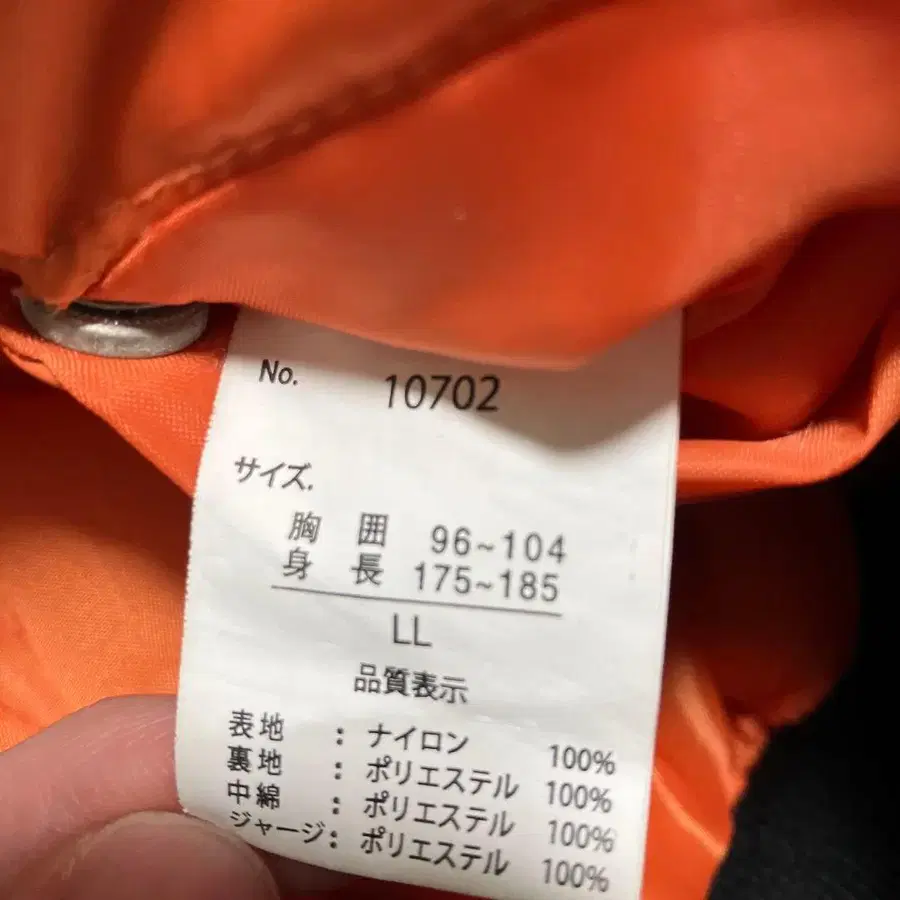 No. 10702
サイズ.
胸 囲 96~104
身 長 175~185
LL
品質表示
表地 : ナイロン 100%
裏地 : ポリエステル 100%
中綿 : ポリエステル 100%
ジャージ: ポリエステル 100%